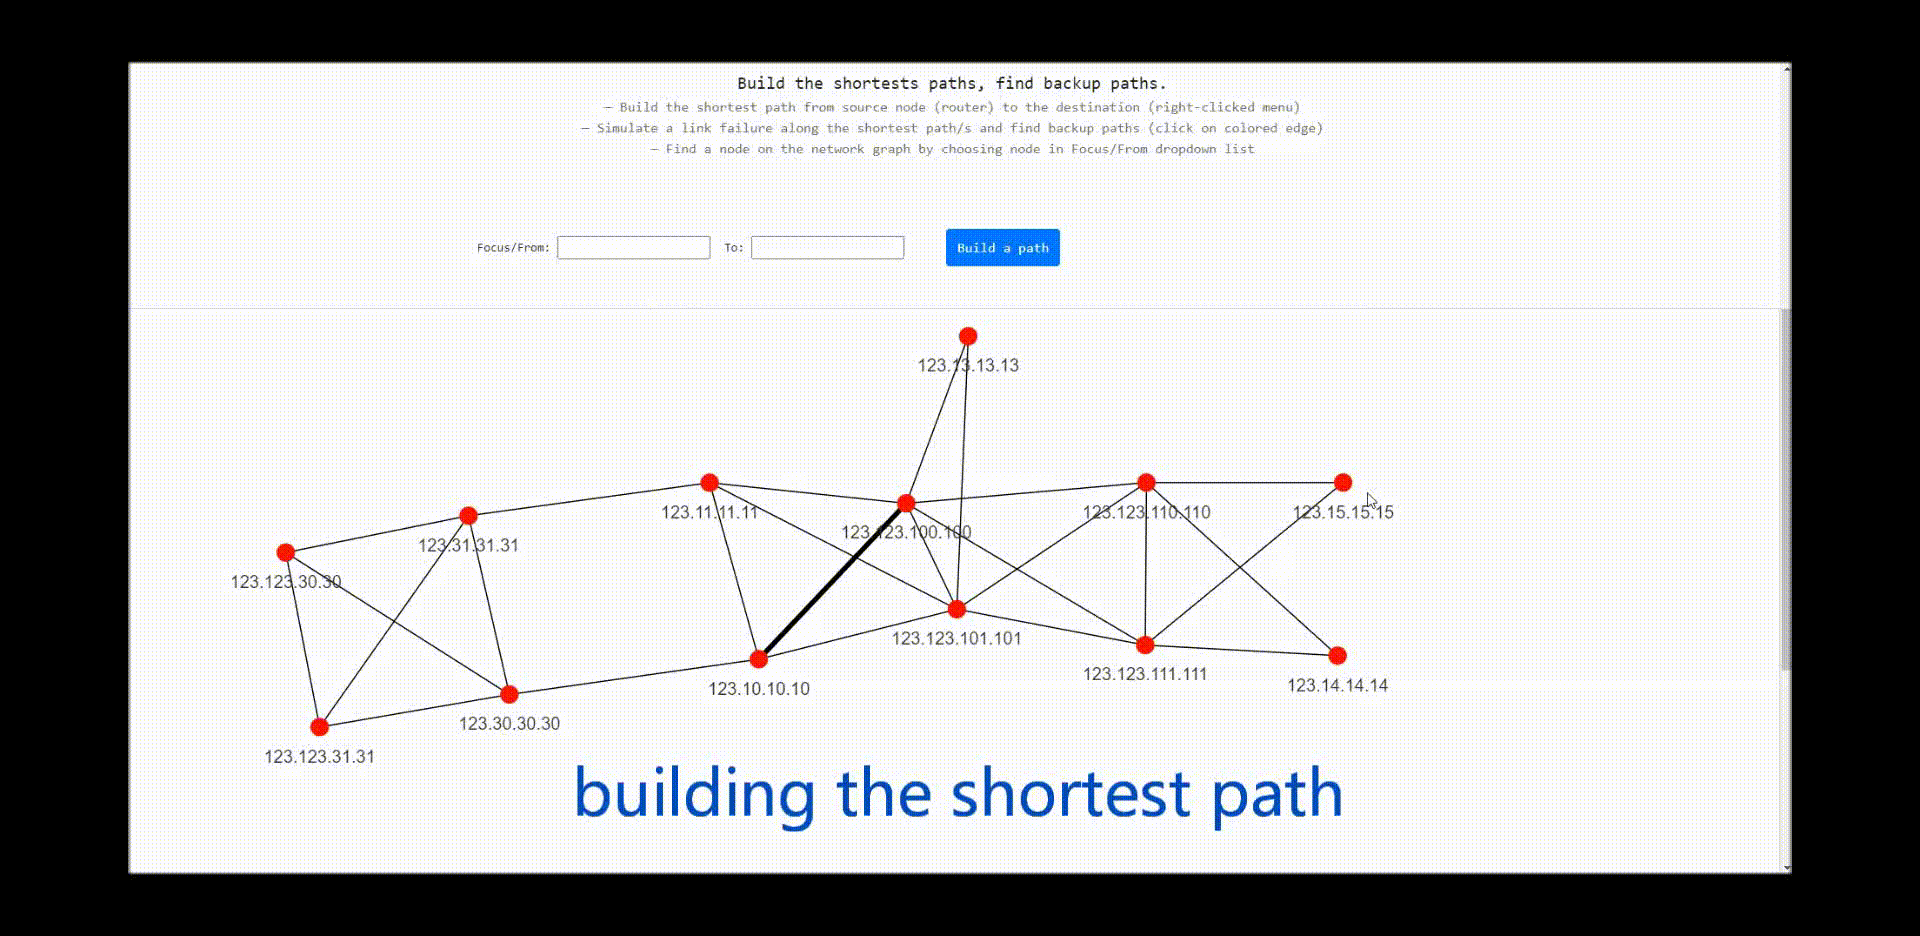 Build the shortests paths, find backup paths.
— Build the shortest path from source node (router) to the destination (right-clicked menu)
— Simulate a link failure along the shortest path/s and find backup paths (click on colored edge)
— Find a node on the network graph by choosing node in Focus/From dropdown list
Focus/From: To: Build a path
123.13.13.13
123.11.11.11 123.123.110.110 123.15.15.15
123.123.100.100
123.31.31.31
123.123.30.30
123.123.101.101
123.123.111.111
123.14.14.14
123.10.10.10
123.30.30.30
123.123.31.31
building the shortest path